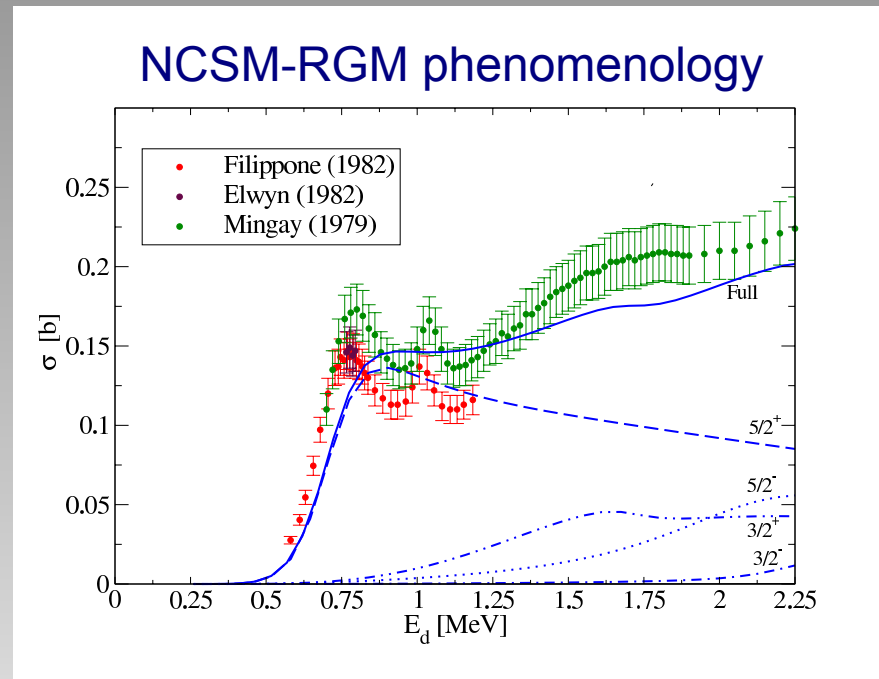 NCSM-RGM phenomenology
Filippone (1982)
Elwyn (1982)
Mingay (1979)
0.25
0.2
0.15
0.1
0.05
0
σ [b]
Full
5/2+
5/2-
3/2+
3/2-
0 0.25 0.5 0.75 1 1.25 1.5 1.75 2 2.25
E_d [MeV]